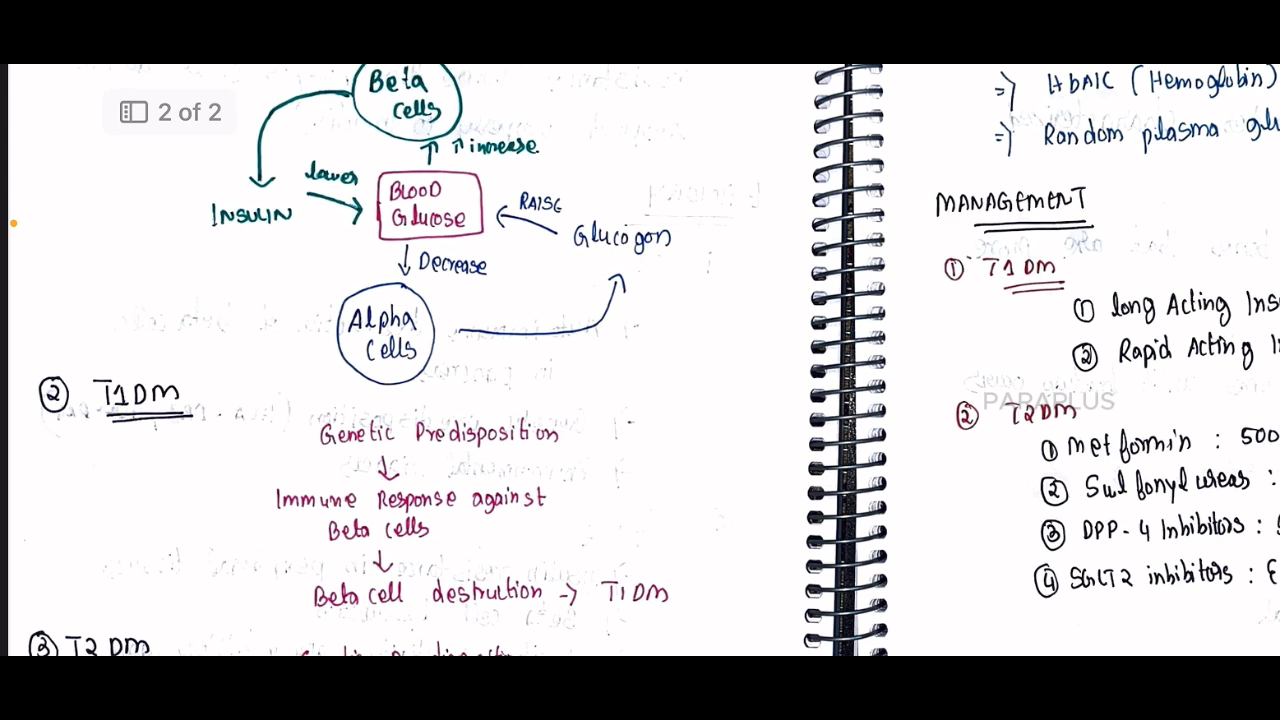 Beta
Cells
2 of 2
↑ increase
lower
BLOOD
Glucose
RAISE
INSULIN
Glucogon
Decrease
Alpha
Cells
② T1DM
Genetic Predisposition
Immune Response against
Beta cells
Beta cell destruction → T1DM
③ T2DM
=) HbA1C (Hemoglobin)
=) Random plasma
MANAGEMENT
① T1DM
① long Acting
② Rapid Acting
PARAPLUS
② T2DM
① Metformin : 500
② Sulfonylureas :
③ DPP-4 Inhibitors :
④ SGLT2 inhibitors :